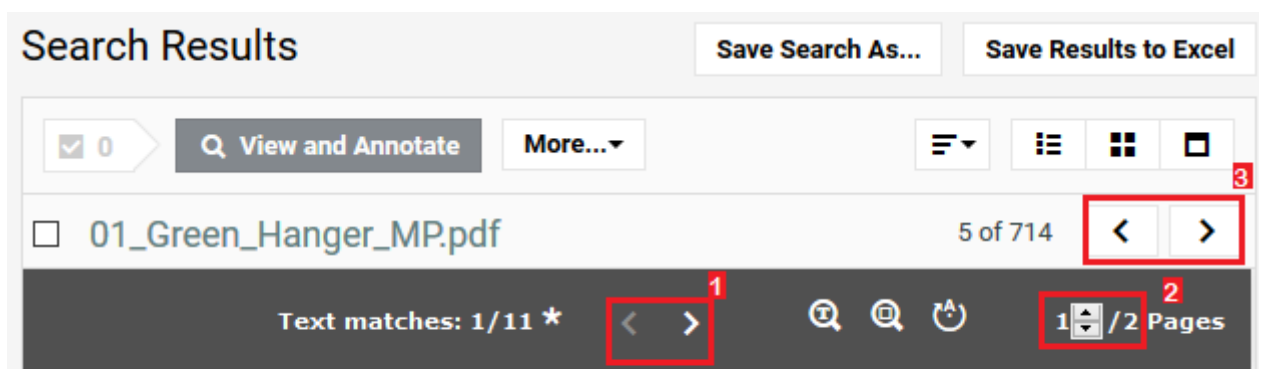 Search Results Save Search As... Save Results to Excel
0 View and Annotate More...
3
01_Green_Hanger_MP.pdf 5 of 714 < >
1 2
Text matches: 1/11 * < > 1 /2 Pages